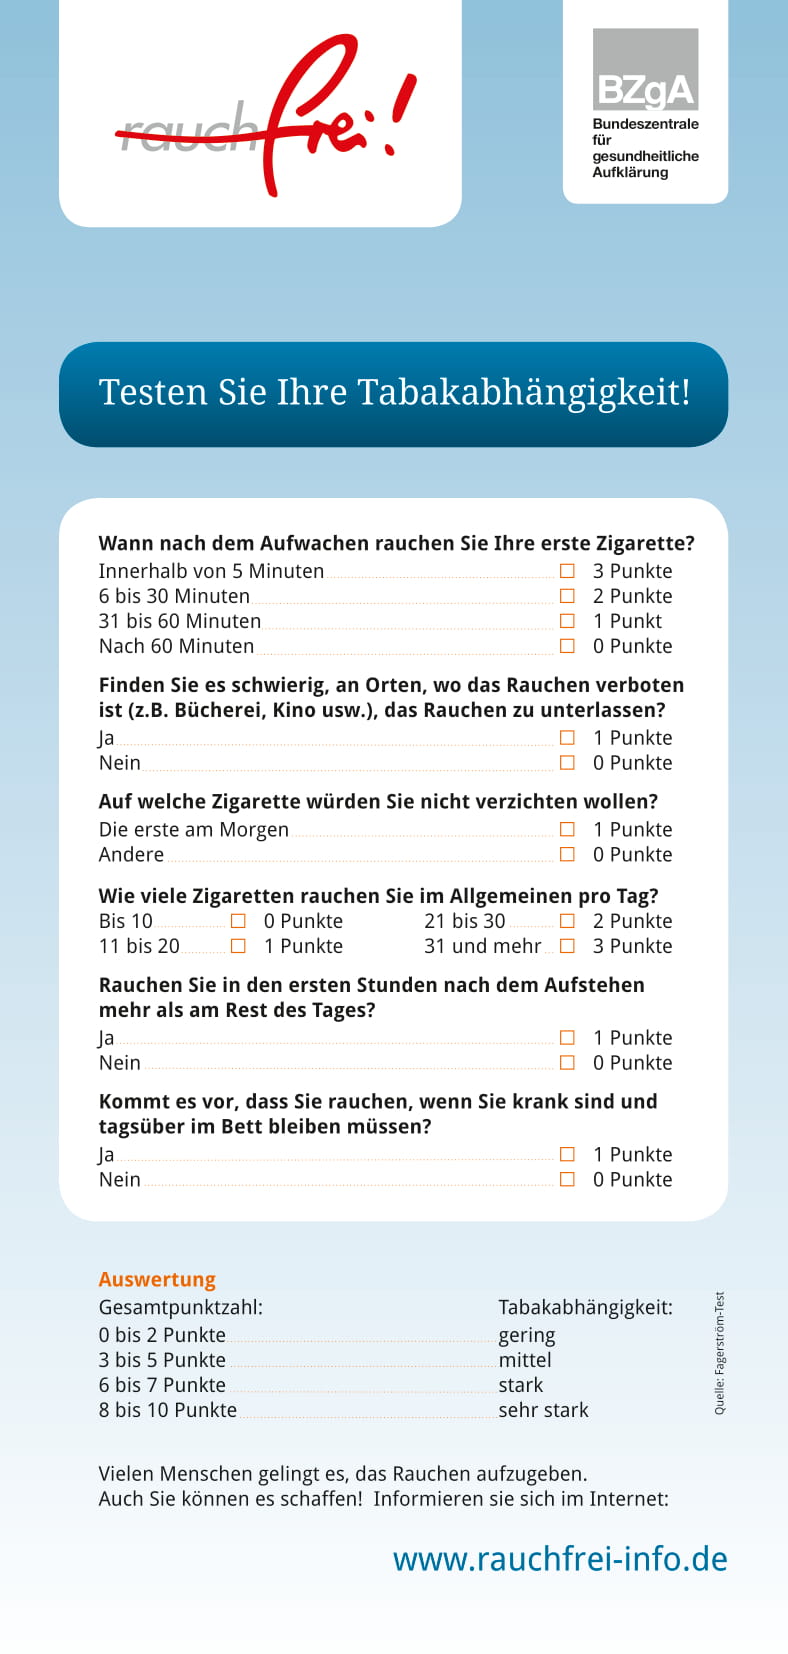 rauchfrei!
BZgA
Bundeszentrale
für
gesundheitliche
Aufklärung
Testen Sie Ihre Tabakabhängigkeit!
Wann nach dem Aufwachen rauchen Sie Ihre erste Zigarette?
Innerhalb von 5 Minuten 3 Punkte
6 bis 30 Minuten 2 Punkte
31 bis 60 Minuten 1 Punkt
Nach 60 Minuten 0 Punkte
Finden Sie es schwierig, an Orten, wo das Rauchen verboten
ist (z.B. Bücherei, Kino usw.), das Rauchen zu unterlassen?
Ja 1 Punkte
Nein 0 Punkte
Auf welche Zigarette würden Sie nicht verzichten wollen?
Die erste am Morgen 1 Punkte
Andere 0 Punkte
Wie viele Zigaretten rauchen Sie im Allgemeinen pro Tag?
Bis 10 0 Punkte 21 bis 30 2 Punkte
11 bis 20 1 Punkte 31 und mehr 3 Punkte
Rauchen Sie in den ersten Stunden nach dem Aufstehen
mehr als am Rest des Tages?
Ja 1 Punkte
Nein 0 Punkte
Kommt es vor, dass Sie rauchen, wenn Sie krank sind und
tagsüber im Bett bleiben müssen?
Ja 1 Punkte
Nein 0 Punkte
Auswertung
Gesamtpunktzahl: Tabakabhängigkeit:
0 bis 2 Punkte gering
3 bis 5 Punkte mittel
6 bis 7 Punkte stark
8 bis 10 Punkte sehr stark
Quelle: Fagerström-Test
Vielen Menschen gelingt es, das Rauchen aufzugeben.
Auch Sie können es schaffen! Informieren sie sich im Internet:
www.rauchfrei-info.de